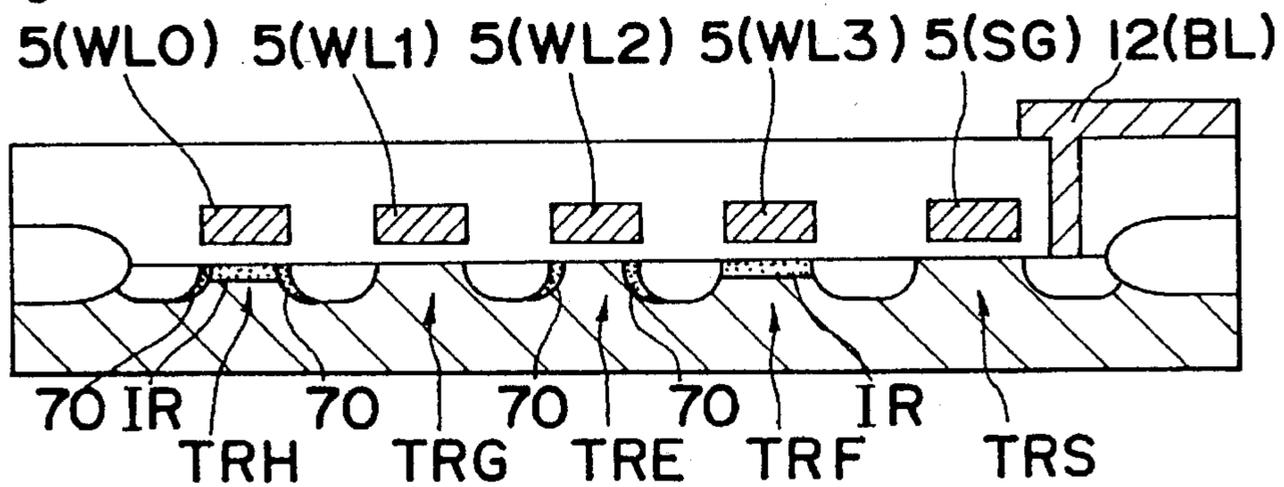 5(WL0) 5(WL1) 5(WL2) 5(WL3) 5(SG) 12(BL)
70 IR 70 70 70 IR
TRH TRG TRE TRF TRS